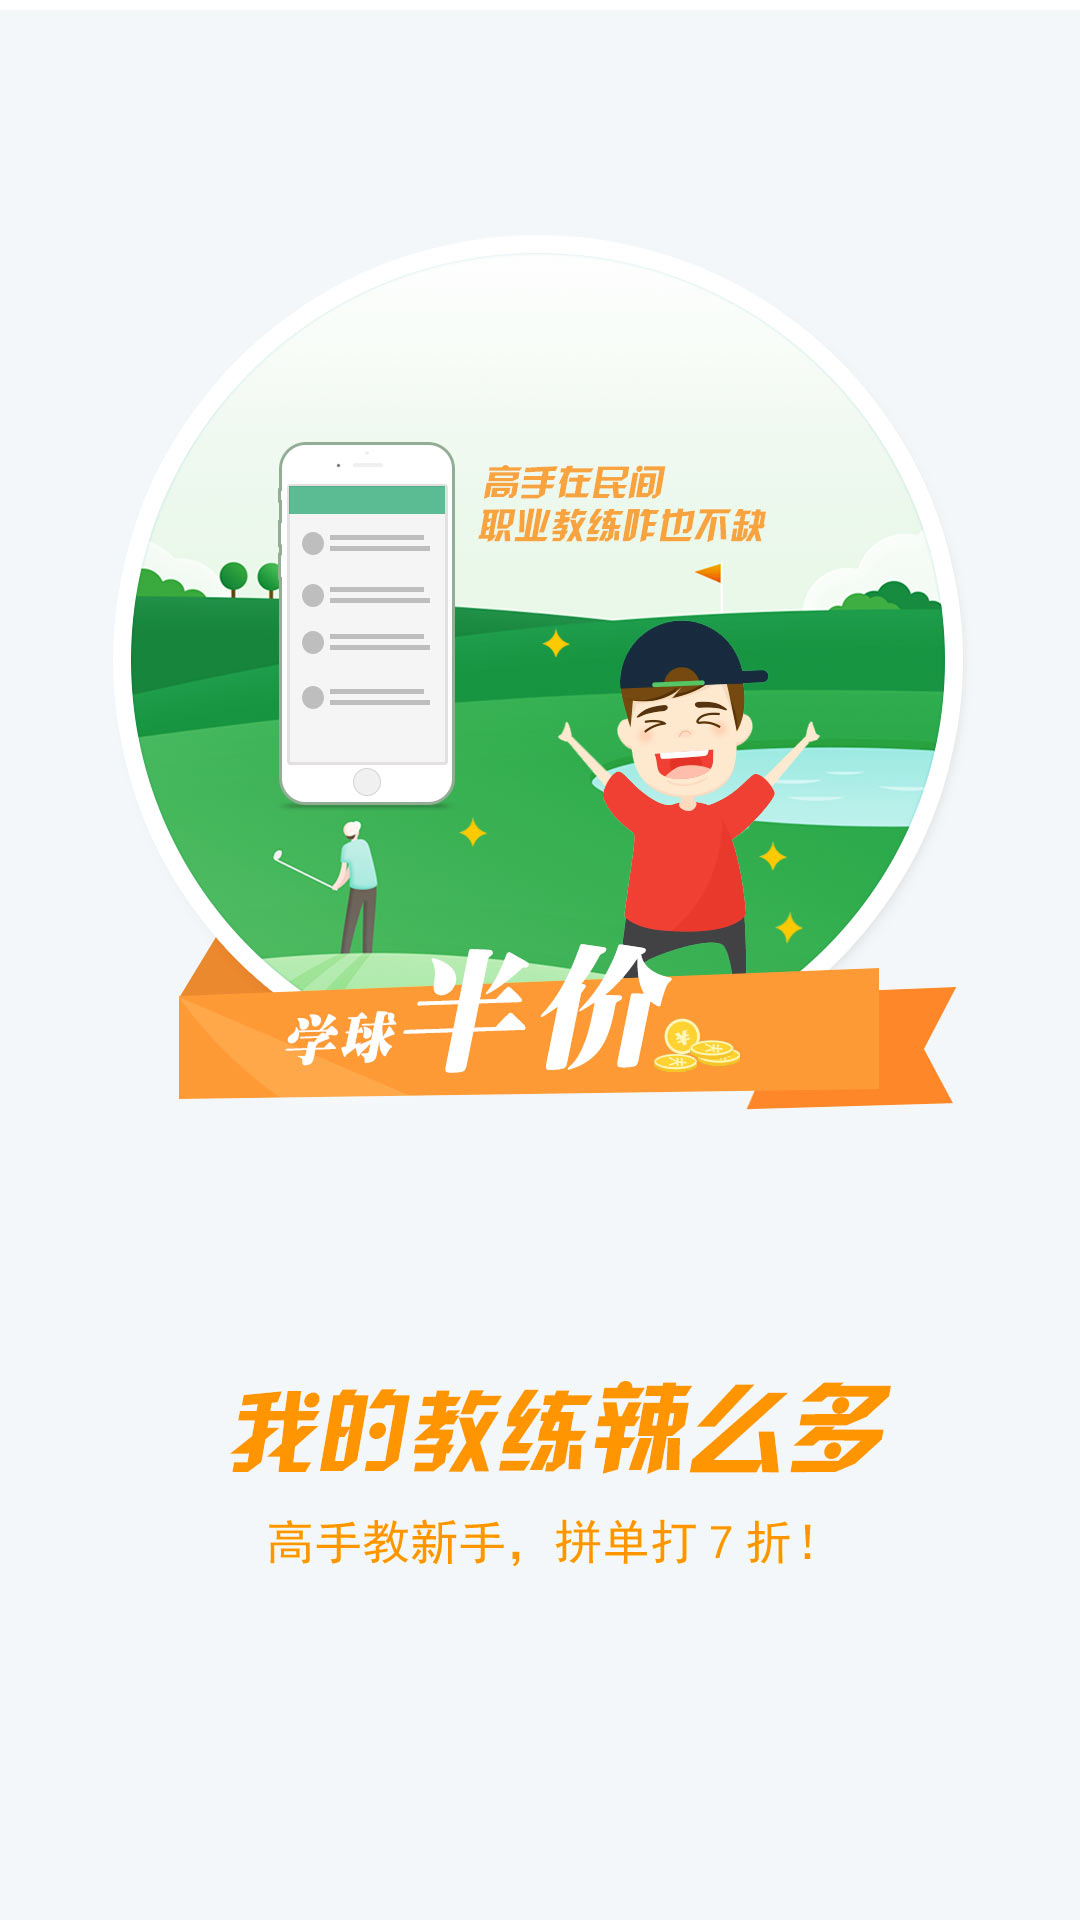 高手在民间
职业教练咋也不缺
学球半价
我的教练辣么多
高手教新手，拼单打7折！